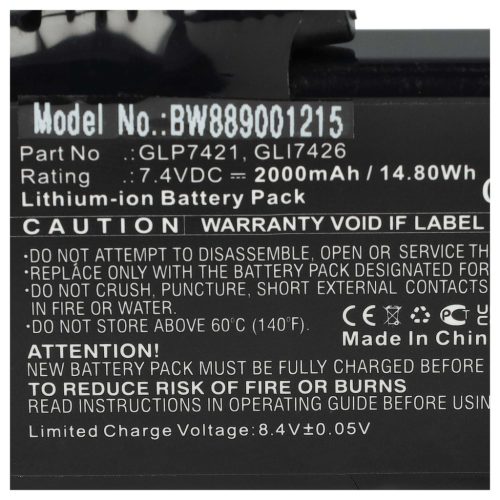 Model No.:BW889001215
Part No .:GLP7421, GLI7426
Rating .:7.4VDC ⎓ 2000mAh / 14.80Wh
Lithium-ion Battery Pack
CAUTION WARRANTY VOID IF LABEL
•DO NOT ATTEMPT TO DISASSEMBLE, OPEN OR SERVICE TH
•REPLACE ONLY WITH THE BATTERY PACK DESIGNATED FOR
•DO NOT CRUSH, PUNCTURE, SHORT EXTERNAL CONTACTS
IN FIRE OR WATER.
•DO NOT STORE ABOVE 60°C (140°F).
CE
Made In Chin
ATTENTION!
NEW BATTERY PACK MUST BE FULLY CHARGED BEFORE
TO REDUCE RISK OF FIRE OR BURNS
READ INSTRUCTIONS IN OPERATING GUIDE BEFORE USIN
Limited Charge Voltage: 8.4V±0.05V